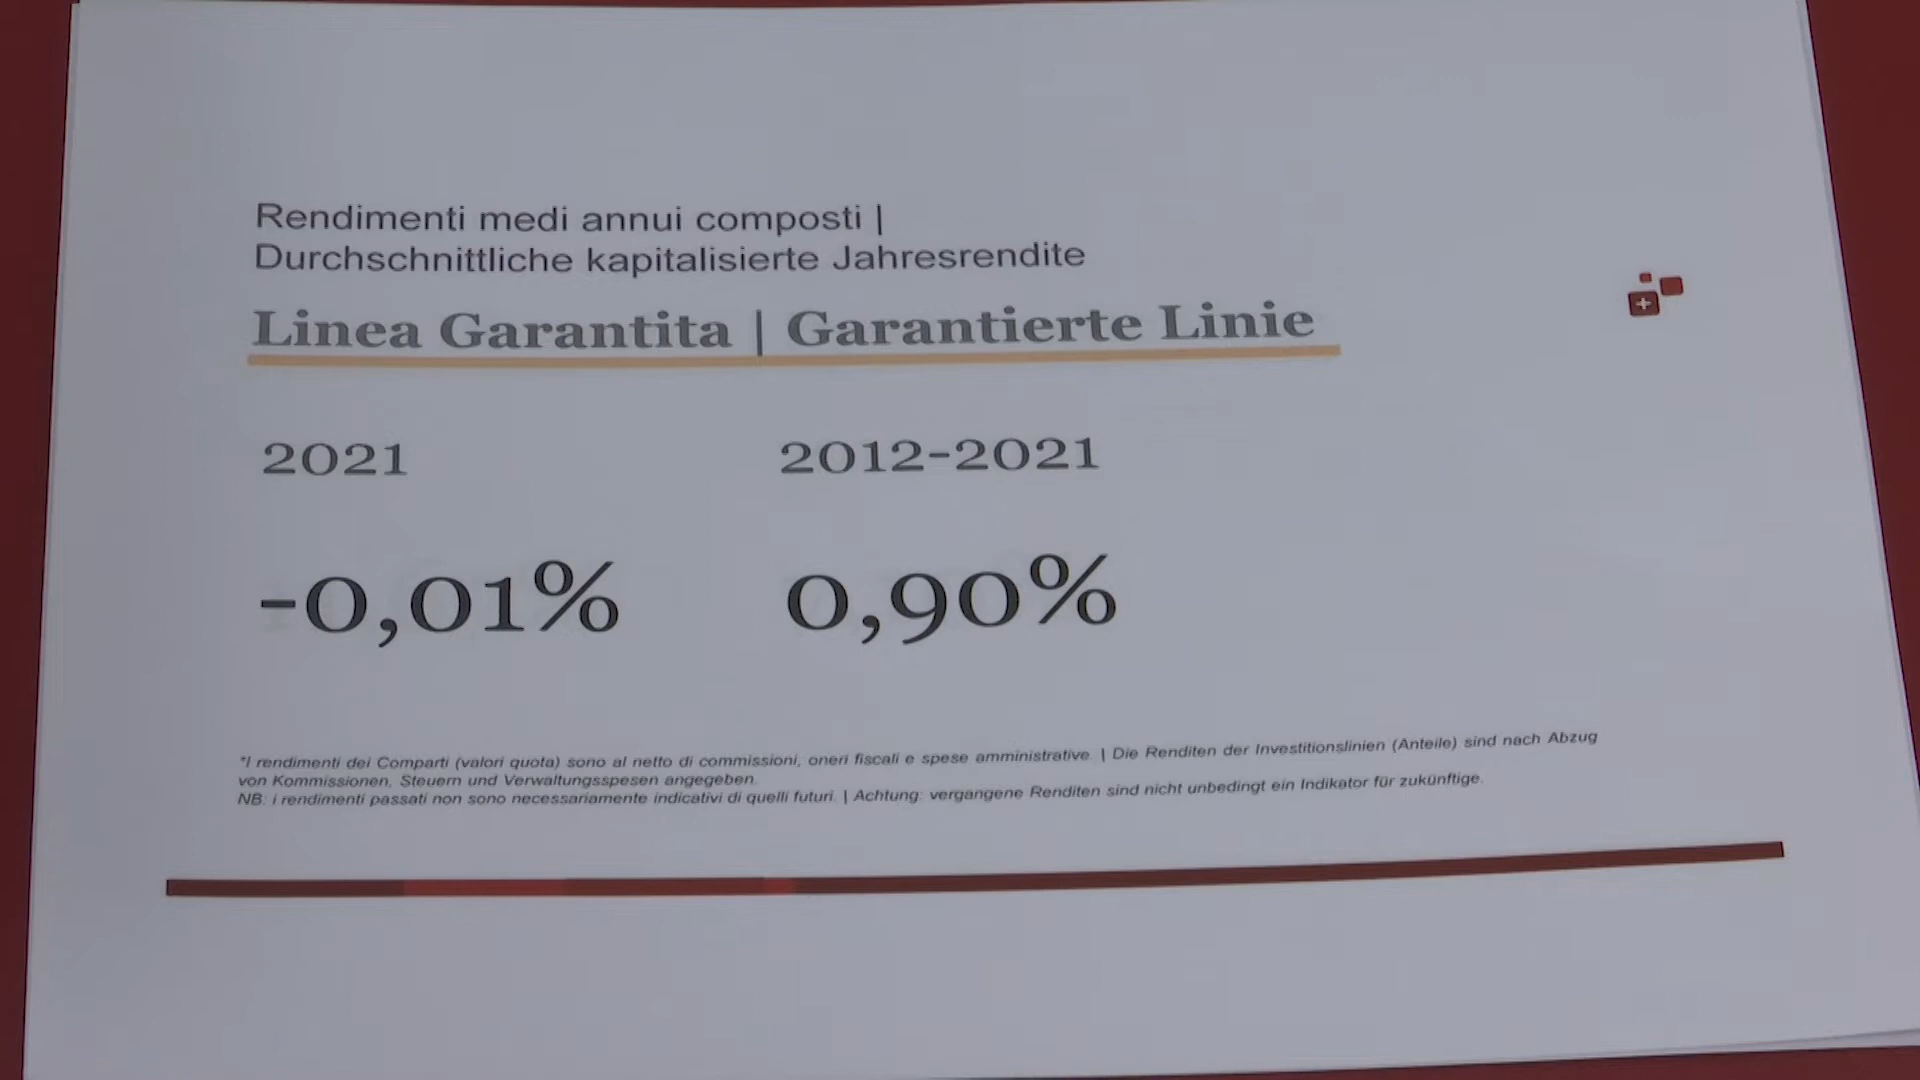 Rendimenti medi annui composti |
Durchschnittliche kapitalisierte Jahresrendite
Linea Garantita | Garantierte Linie
2021 2012-2021
-0,01% 0,90%
*I rendimenti dei Comparti (valori quota) sono al netto di commissioni, oneri fiscali e spese amministrative. | Die Renditen der Investitionslinien (Anteile) sind nach Abzug
von Kommissionen, Steuern und Verwaltungsspesen angegeben.
NB: i rendimenti passati non sono necessariamente indicativi di quelli futuri. | Achtung: vergangene Renditen sind nicht unbedingt ein Indikator für zukünftige.